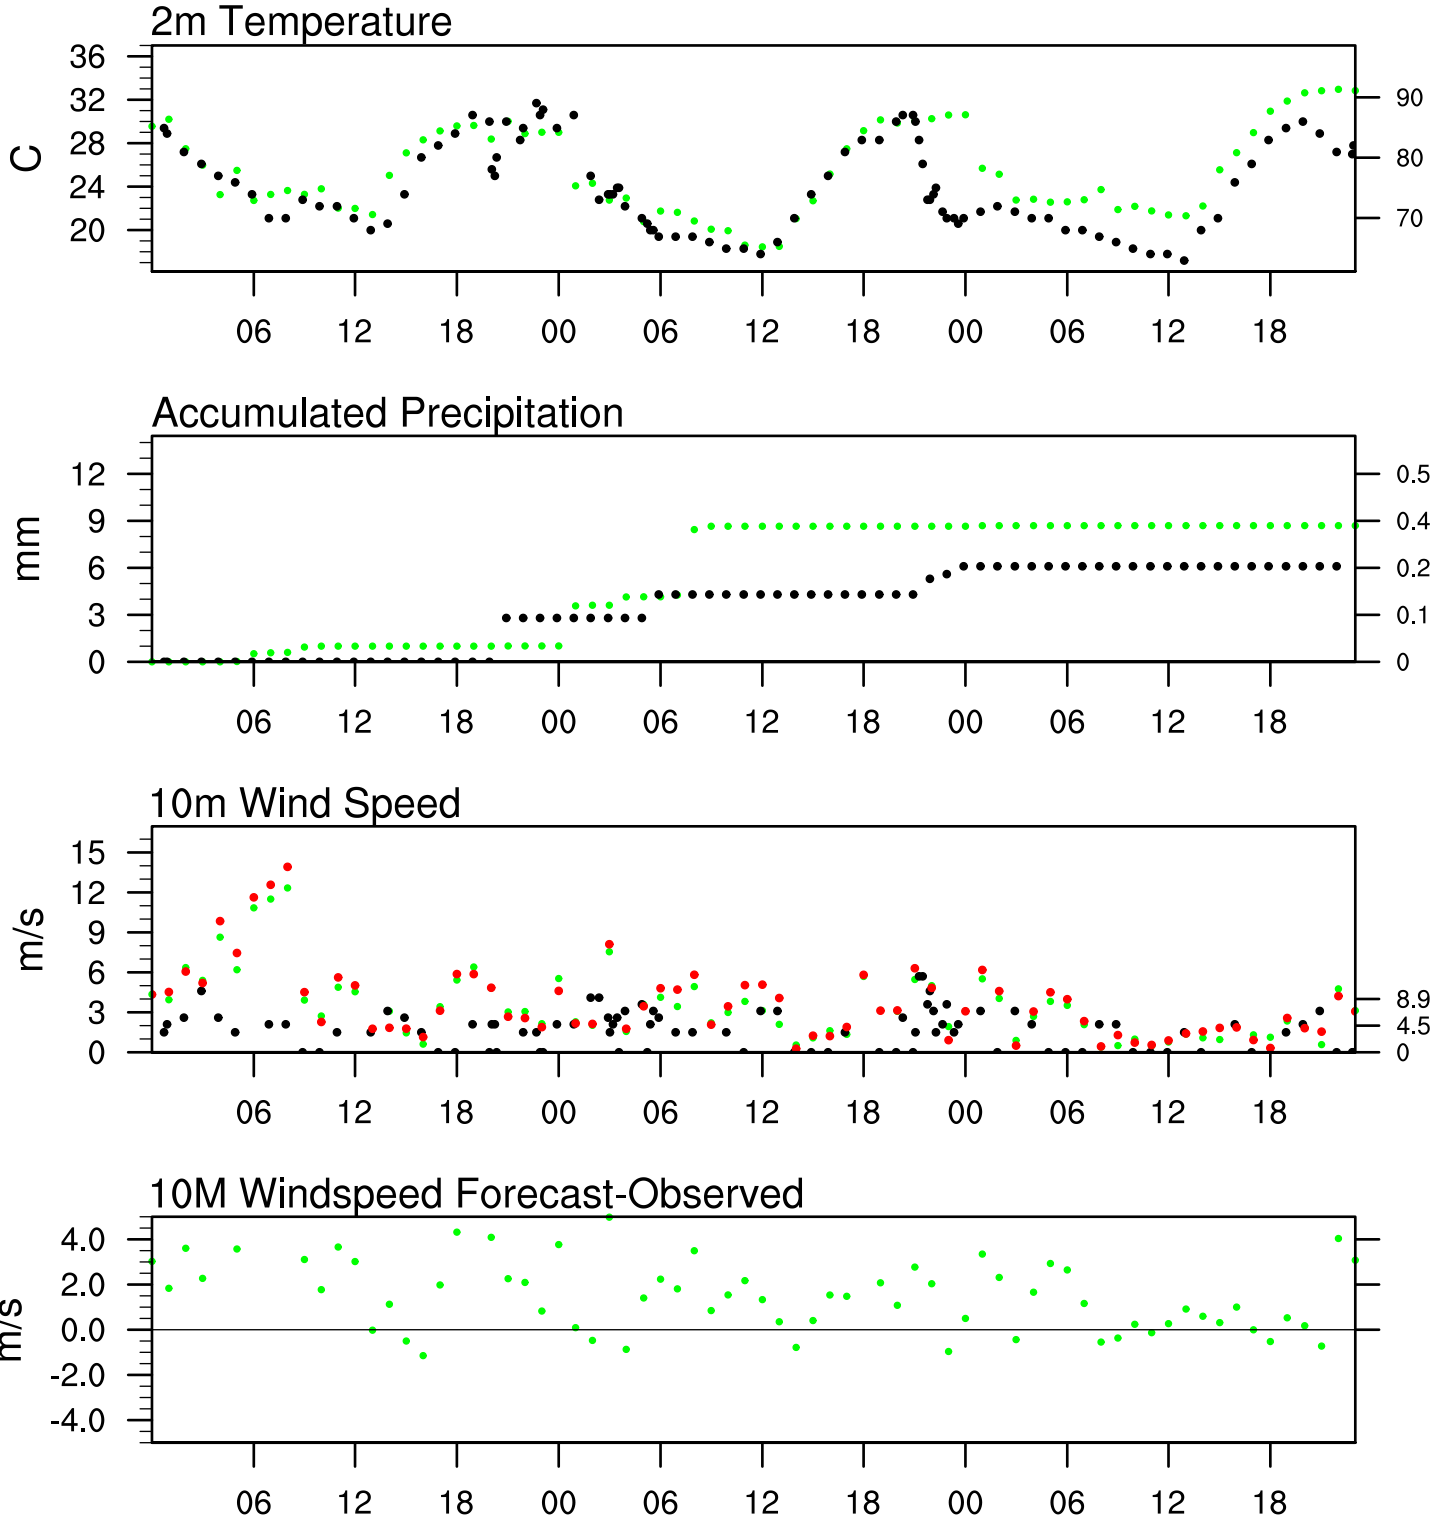 2m Temperature
36
32
28
24
20
C
90
80
70
06 12 18 00 06 12 18 00 06 12 18
Accumulated Precipitation
12
9
6
3
0
mm
0.5
0.4
0.2
0.1
0
06 12 18 00 06 12 18 00 06 12 18
10m Wind Speed
15
12
9
6
3
0
m/s
8.9
4.5
0
06 12 18 00 06 12 18 00 06 12 18
10M Windspeed Forecast-Observed
4.0
2.0
0.0
-2.0
-4.0
m/s
06 12 18 00 06 12 18 00 06 12 18